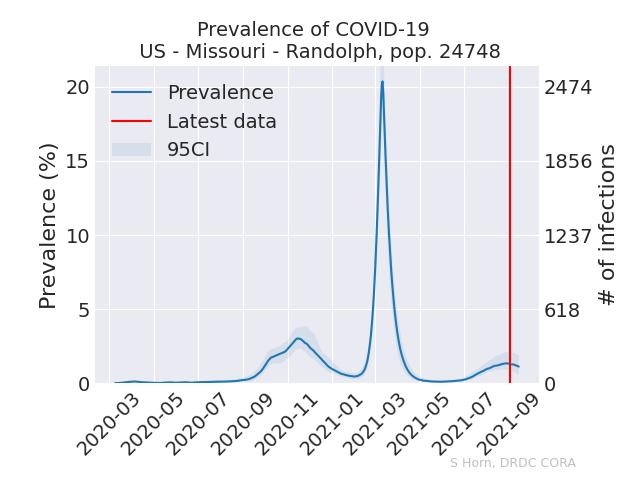 Prevalence of COVID-19
US - Missouri - Randolph, pop. 24748
Prevalence
Latest data
95CI
Prevalence (%)
20
15
10
5
0
2474
1856
1237
618
0
# of infections
2020-03
2020-05
2020-07
2020-09
2020-11
2021-01
2021-03
2021-05
2021-07
2021-09
S Horn, DRDC CORA